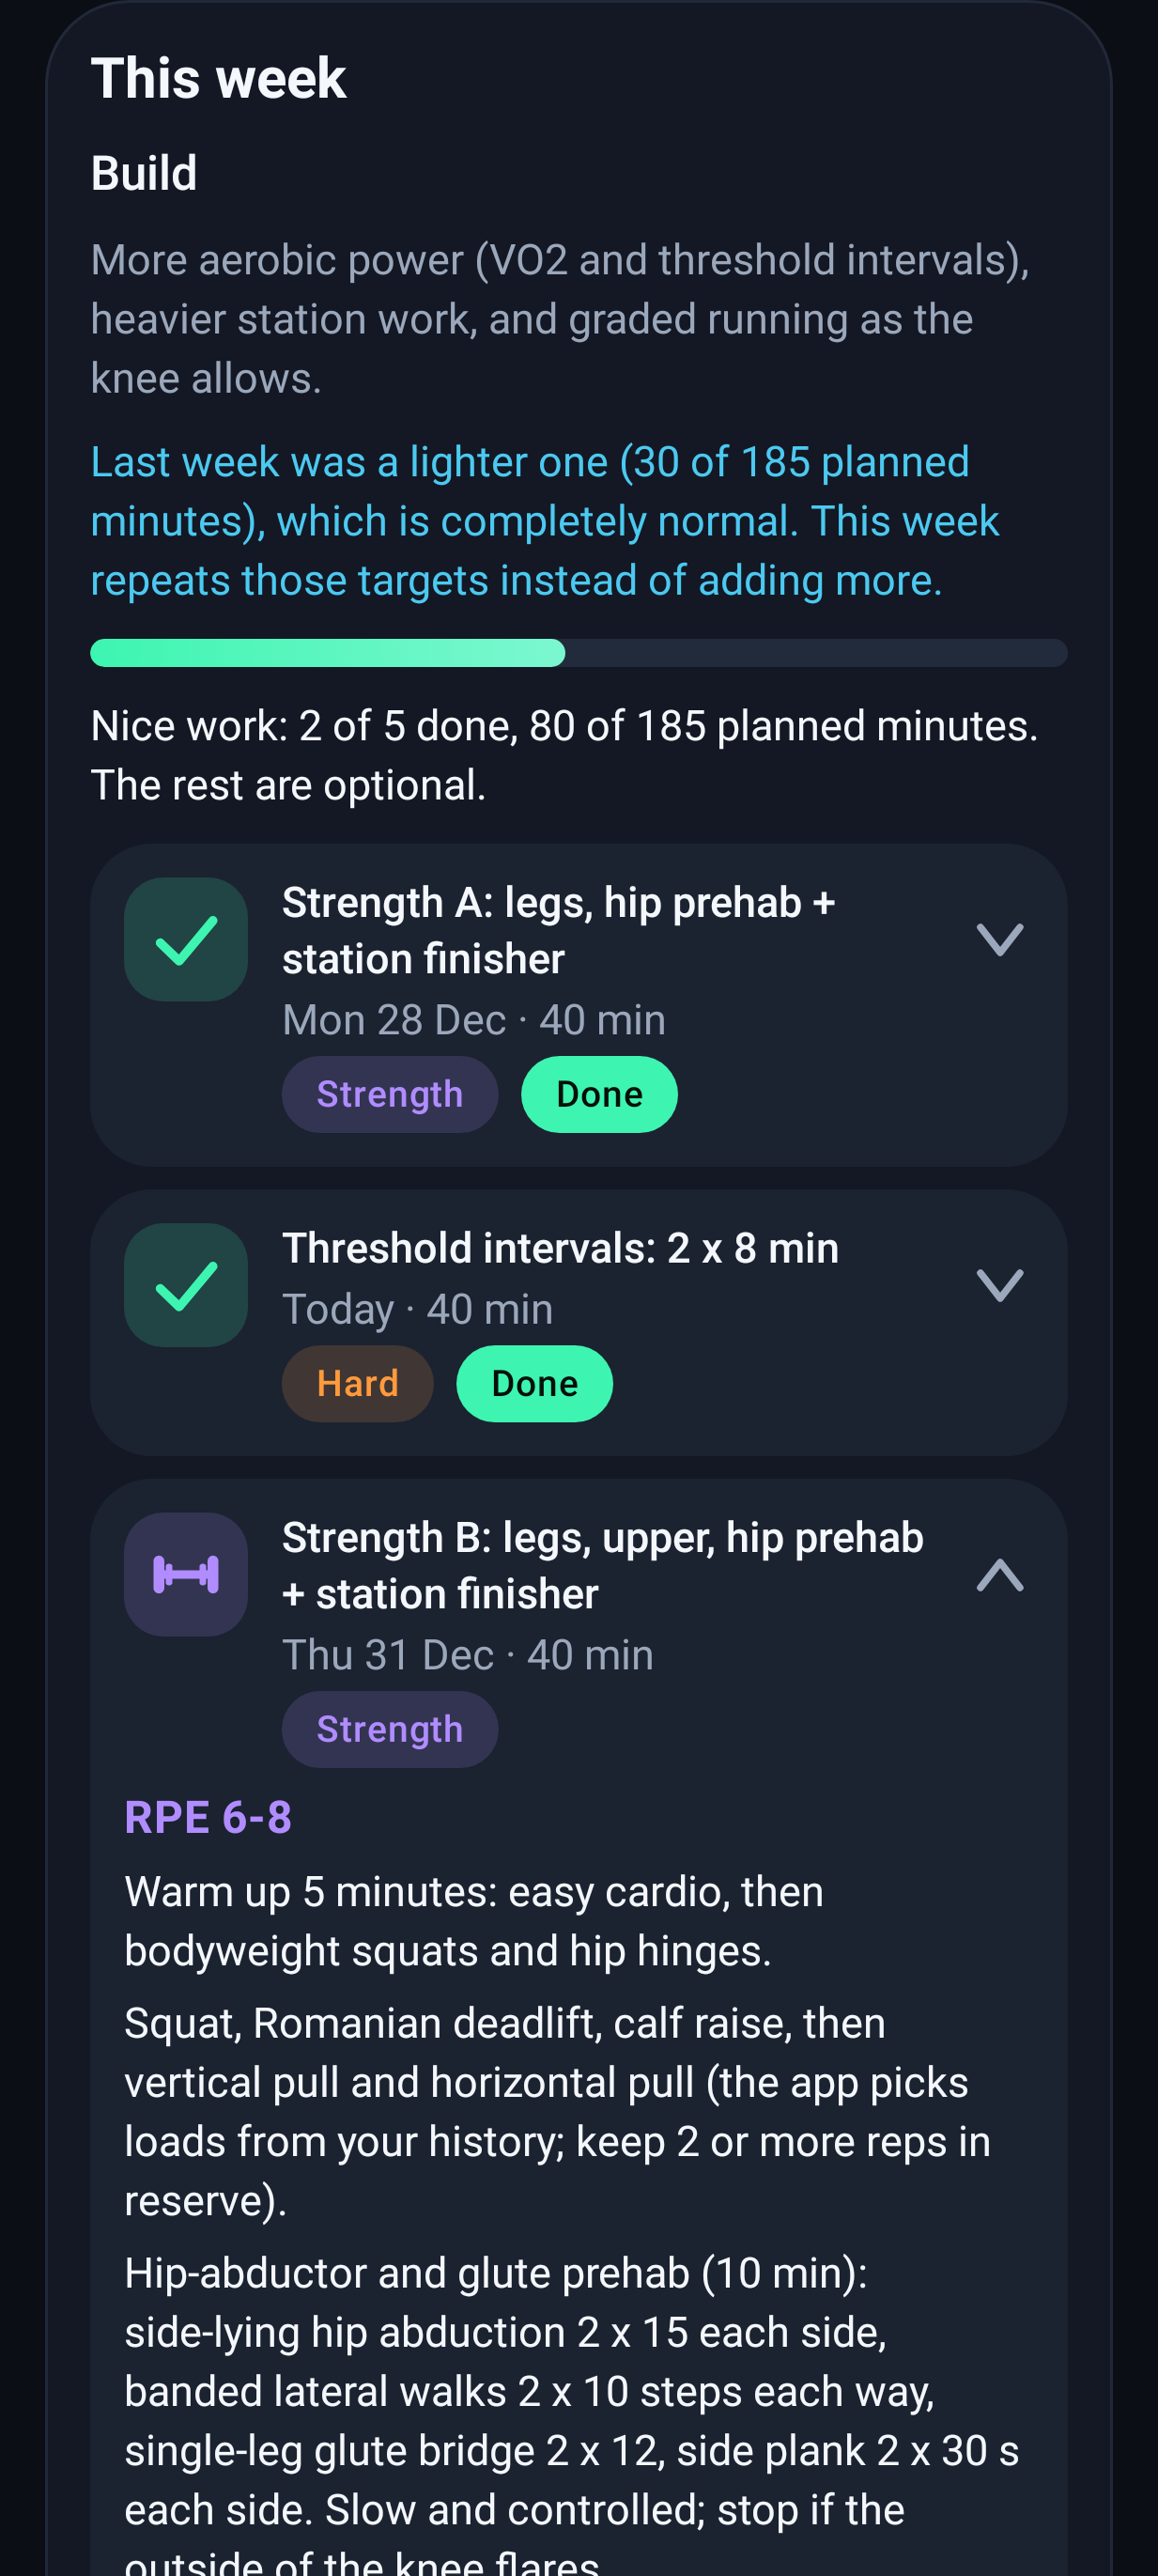 This week
Build
More aerobic power (VO2 and threshold intervals),
heavier station work, and graded running as the
knee allows.
Last week was a lighter one (30 of 185 planned
minutes), which is completely normal. This week
repeats those targets instead of adding more.
Nice work: 2 of 5 done, 80 of 185 planned minutes.
The rest are optional.
Strength A: legs, hip prehab +
station finisher
Mon 28 Dec · 40 min
Strength Done
Threshold intervals: 2 x 8 min
Today · 40 min
Hard Done
Strength B: legs, upper, hip prehab
+ station finisher
Thu 31 Dec · 40 min
Strength
RPE 6-8
Warm up 5 minutes: easy cardio, then
bodyweight squats and hip hinges.
Squat, Romanian deadlift, calf raise, then
vertical pull and horizontal pull (the app picks
loads from your history; keep 2 or more reps in
reserve).
Hip-abductor and glute prehab (10 min):
side-lying hip abduction 2 x 15 each side,
banded lateral walks 2 x 10 steps each way,
single-leg glute bridge 2 x 12, side plank 2 x 30 s
each side. Slow and controlled; stop if the
outside of the knee flares